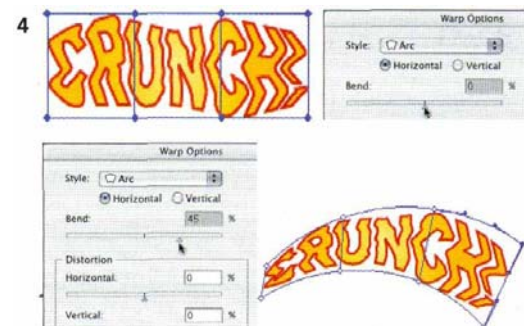 4
CRUNCH!
Warp Options
Style: Arc
Horizontal Vertical
Bend: 0 %
Warp Options
Style: Arc
Horizontal Vertical
Bend: 45 %
Distortion
Horizontal: 0 %
Vertical: 0 %
CRUNCH!